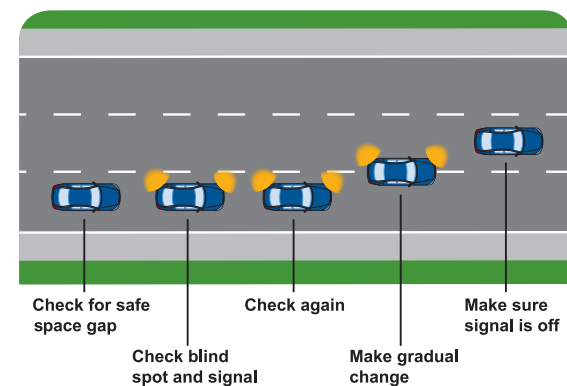 Check for safe
space gap
Check blind
spot and signal
Check again
Make gradual
change
Make sure
signal is off